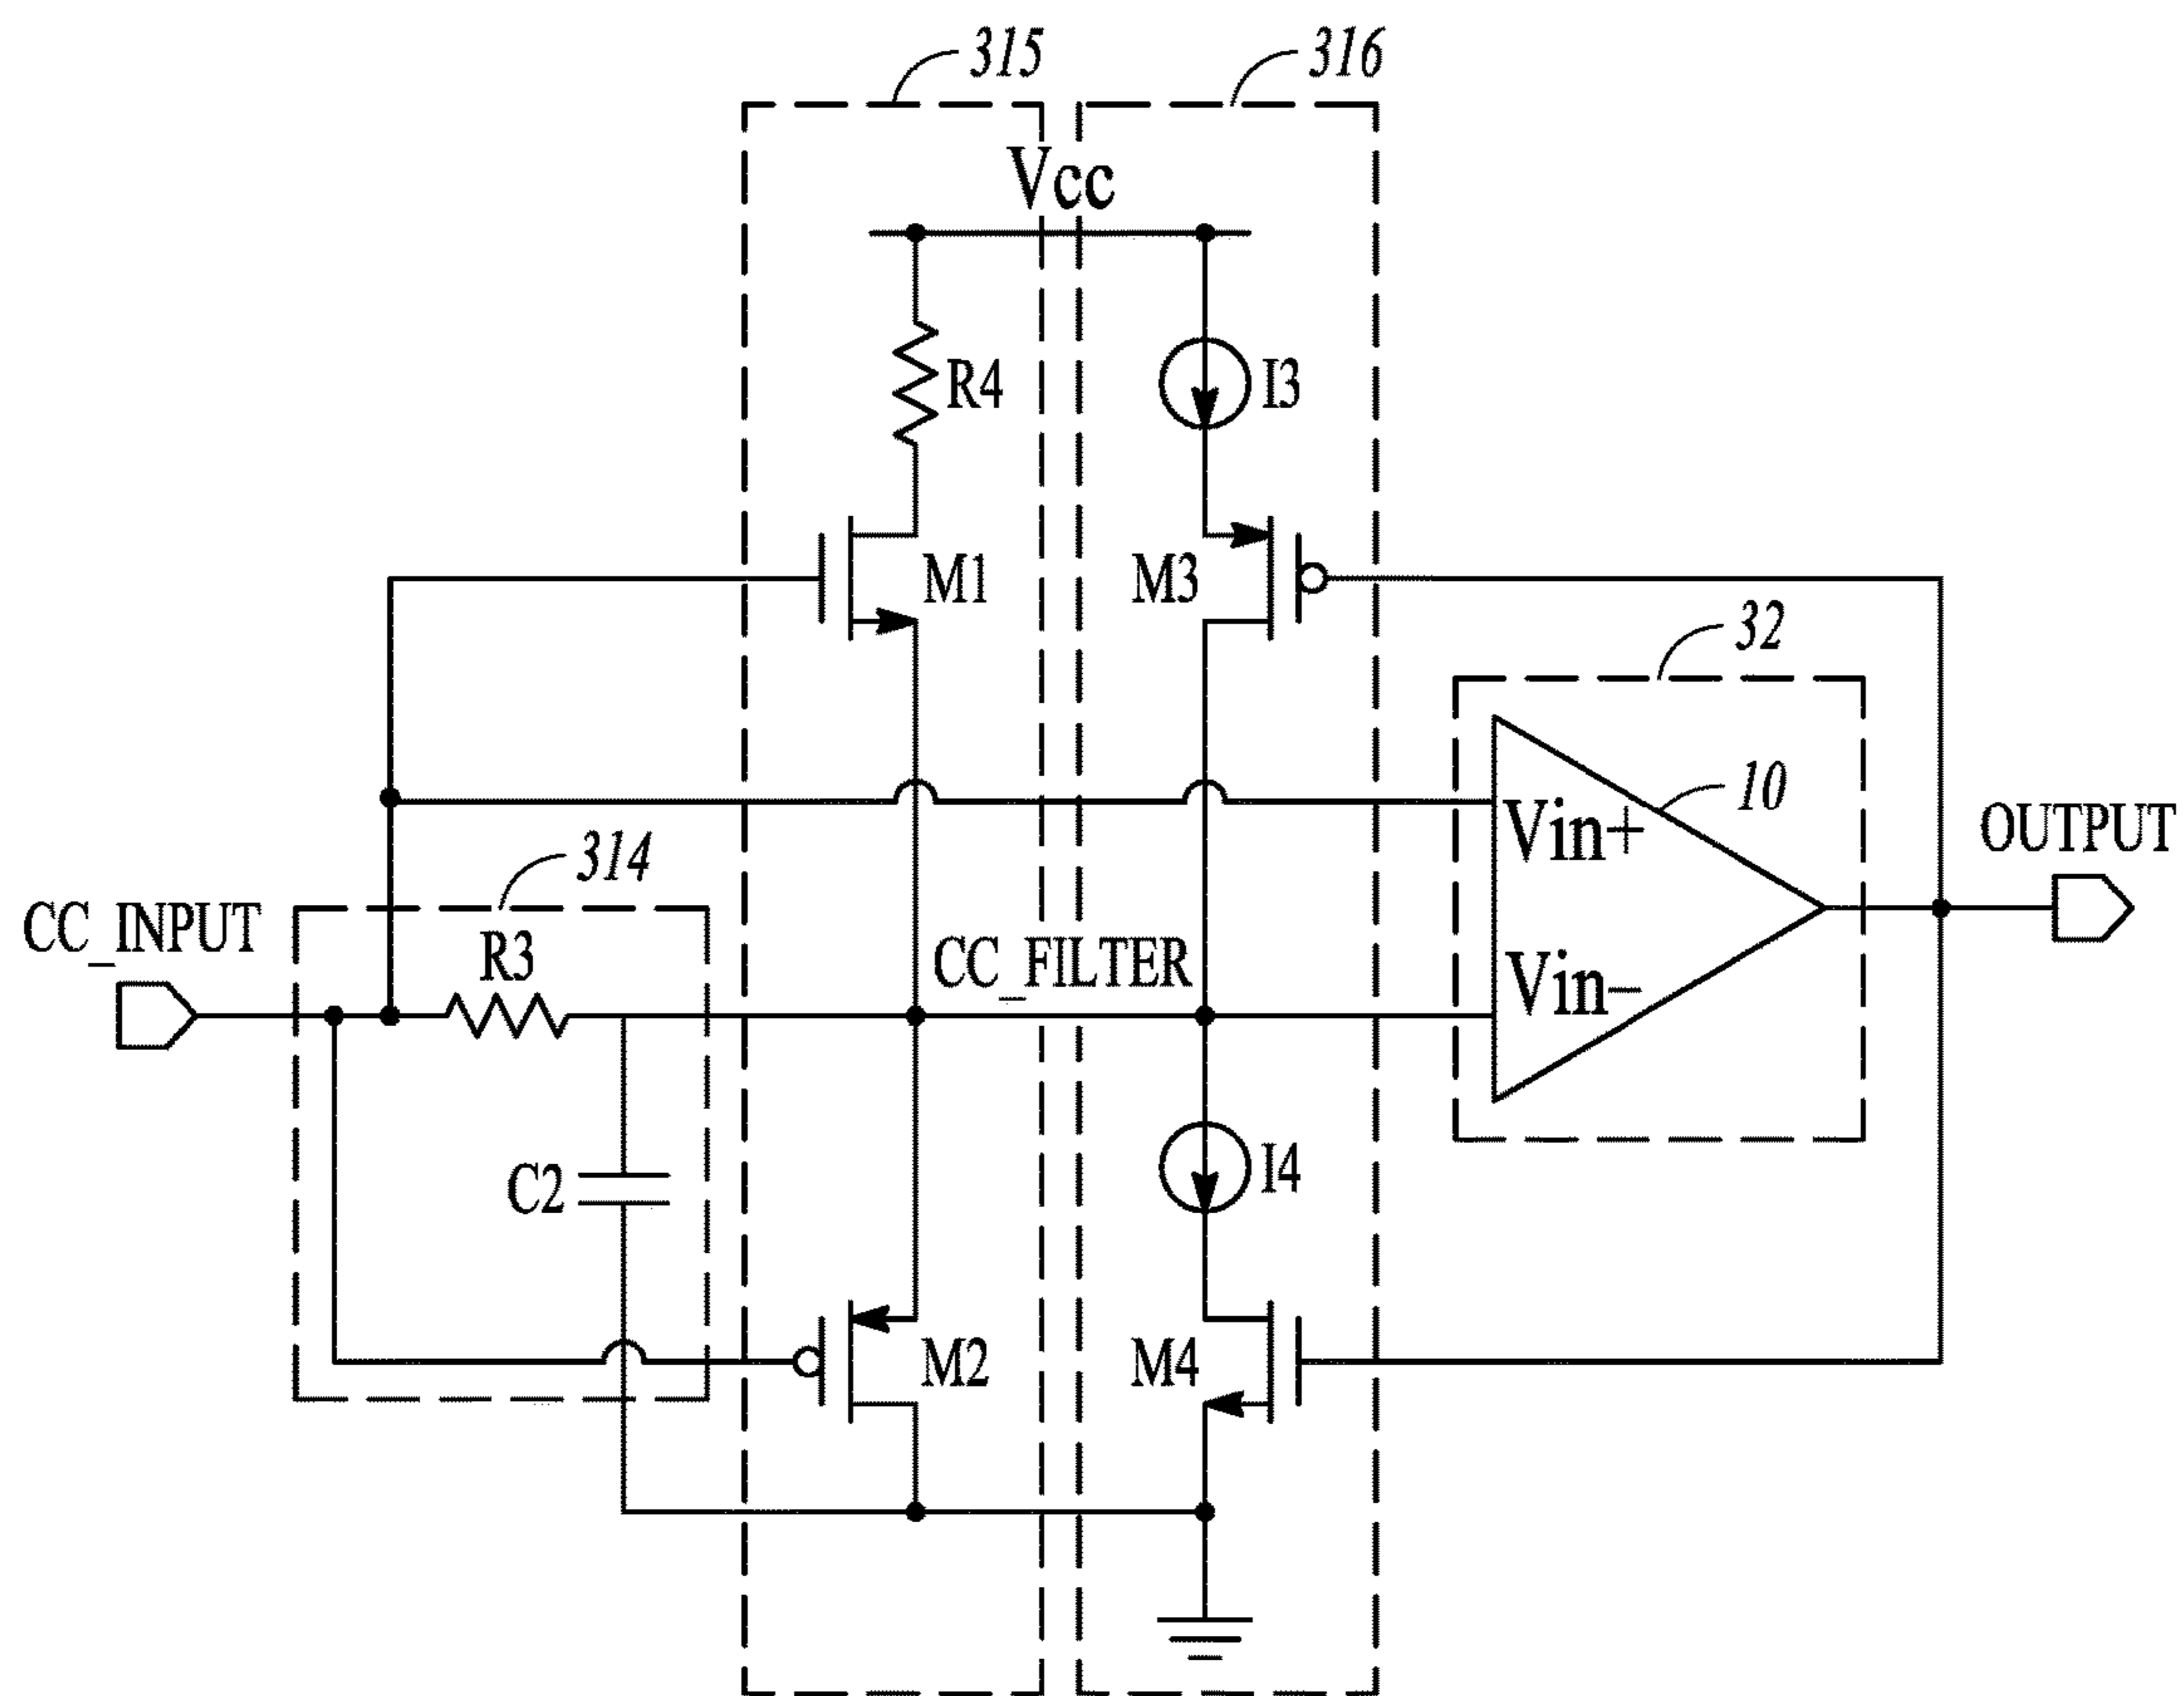 315
316
Vcc
R4
I3
M1
M3
32
10
Vin+
OUTPUT
314
CC_INPUT
R3
CC_FILTER
Vin−
C2
I4
M2
M4